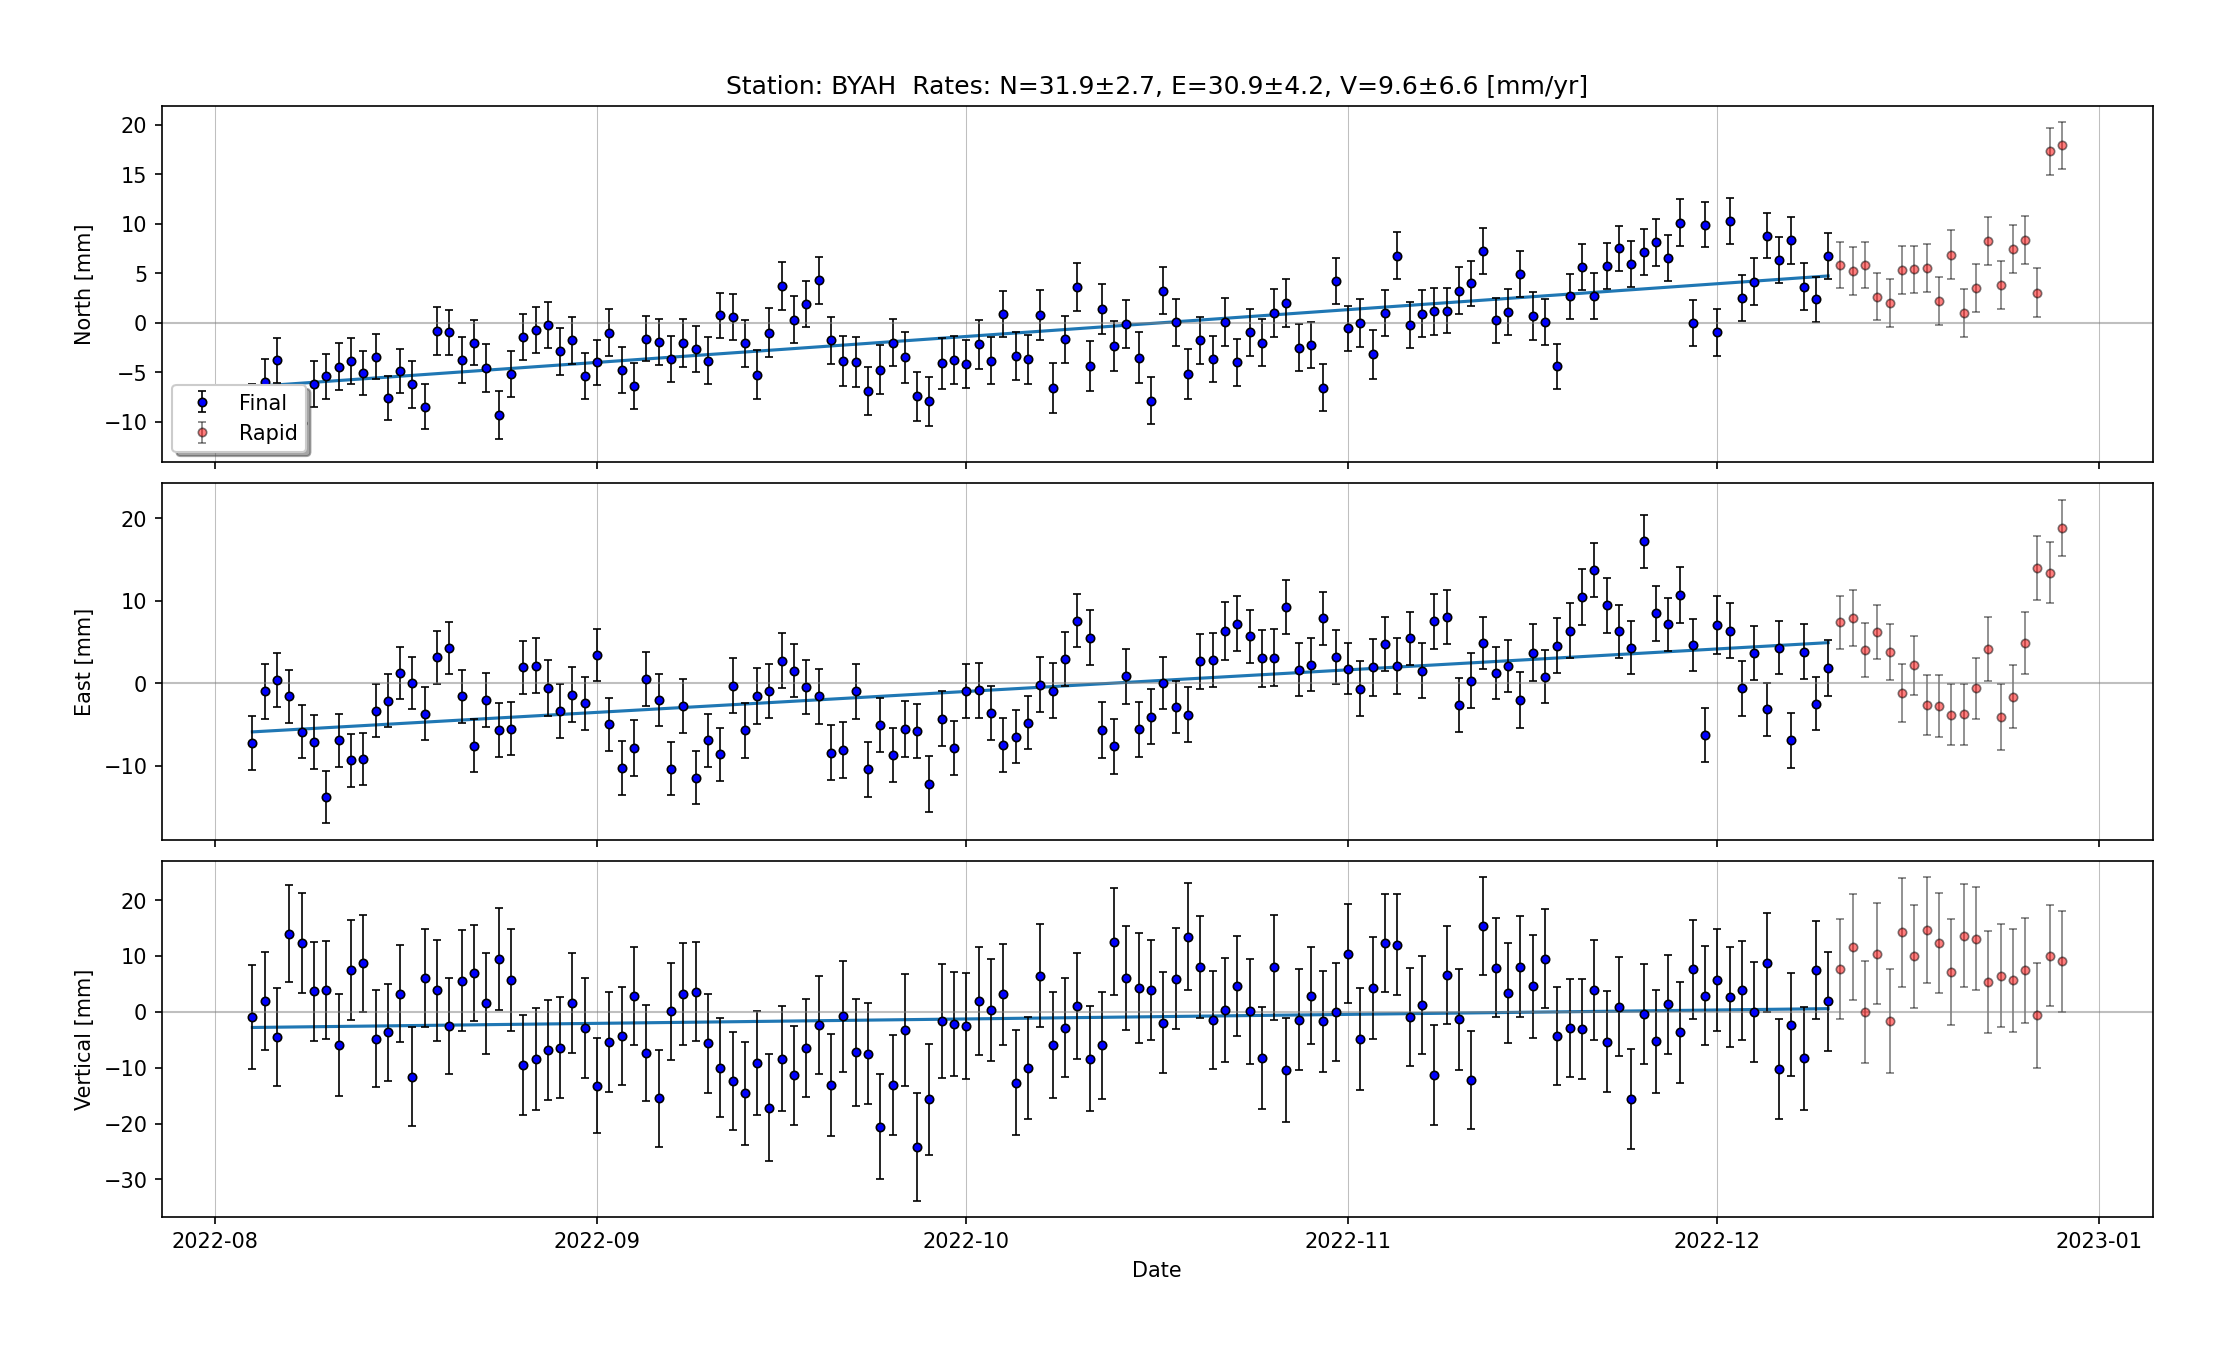 Station: BYAH  Rates: N=31.9±2.7, E=30.9±4.2, V=9.6±6.6 [mm/yr]
North [mm]
20
15
10
5
0
−5
−10
Final
Rapid
East [mm]
20
10
0
−10
Vertical [mm]
20
10
0
−10
−20
−30
2022-08 2022-09 2022-10 2022-11 2022-12 2023-01
Date